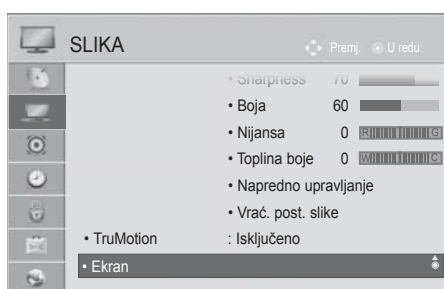 SLIKA
Premj. U redu
• Sharpness 70
• Boja 60
• Nijansa 0 R G
• Toplina boje 0 W C
• Napredno upravljanje
• Vrać. post. slike
• TruMotion : Isključeno
• Ekran